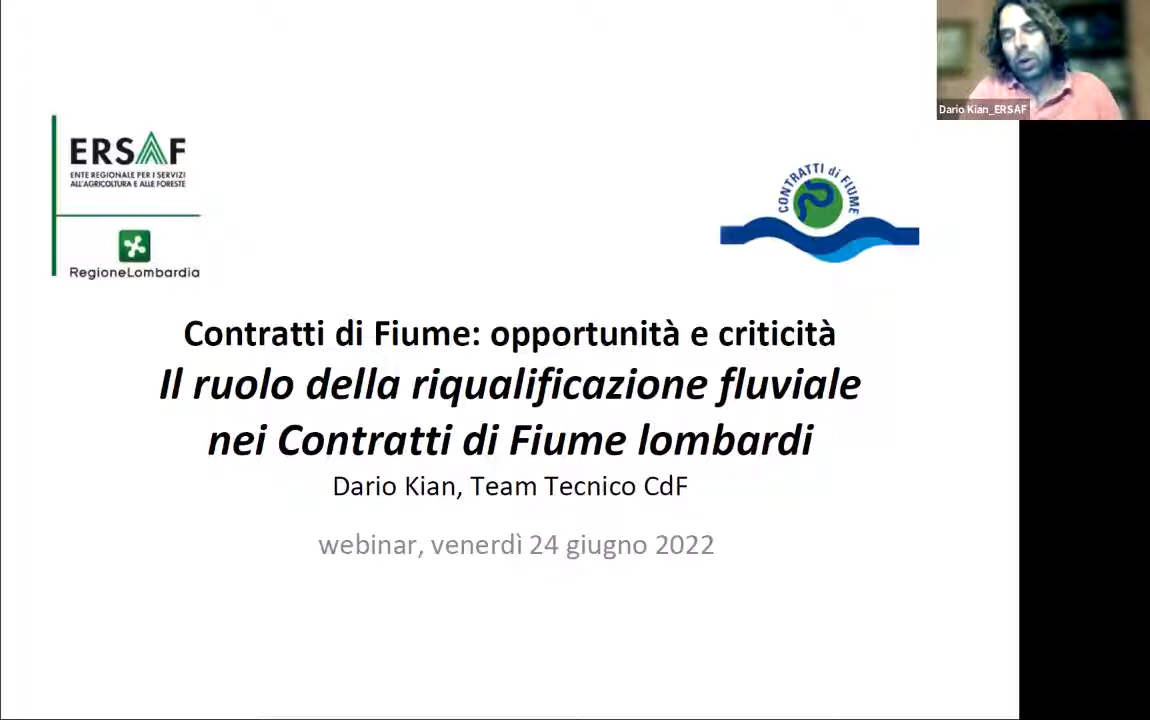 Dario Kian_ERSAF
ERSAF
ENTE REGIONALE PER I SERVIZI
ALL'AGRICOLTURA E ALLE FORESTE
RegioneLombardia
CONTRATTI di FIUME
Contratti di Fiume: opportunità e criticità
Il ruolo della riqualificazione fluviale
nei Contratti di Fiume lombardi
Dario Kian, Team Tecnico CdF
webinar, venerdì 24 giugno 2022